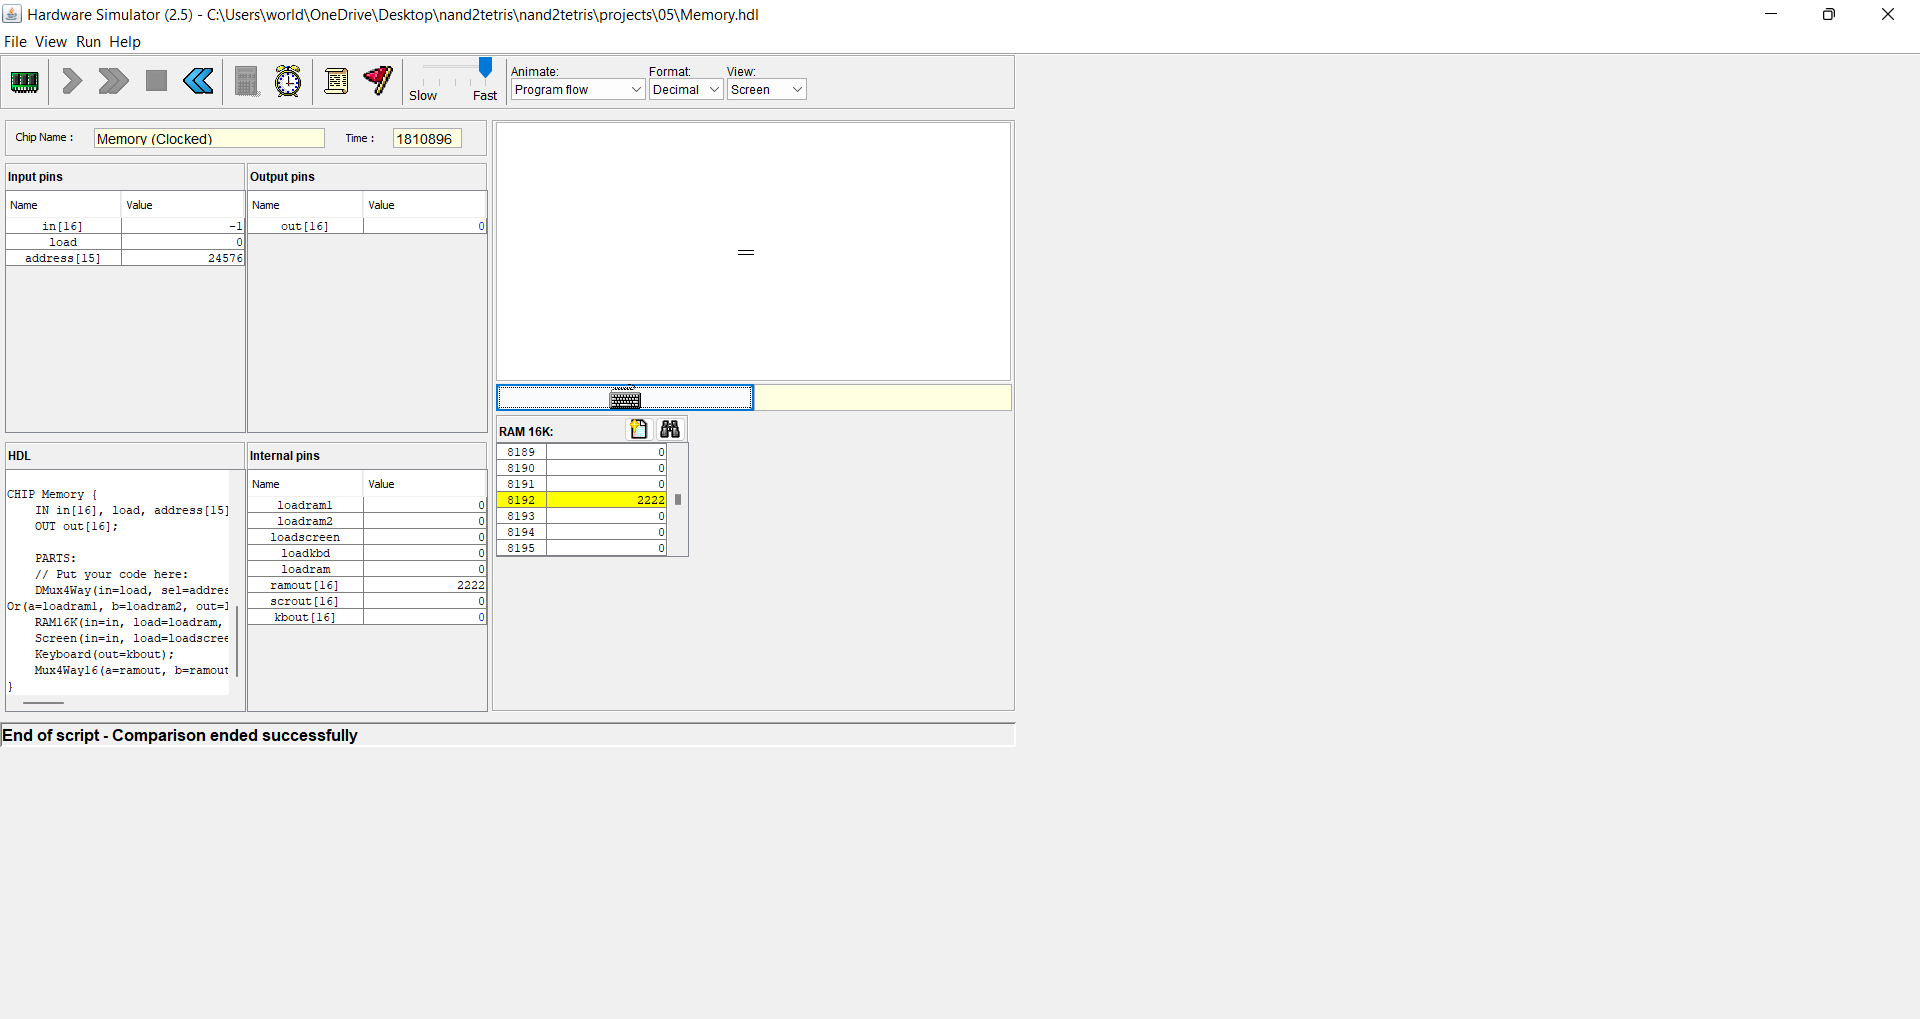 Hardware Simulator (2.5) - C:\Users\world\OneDrive\Desktop\nand2tetris\nand2tetris\projects\05\Memory.hdl
File View Run Help
Slow Fast
Animate: Format: View:
Program flow Decimal Screen
Chip Name : Memory (Clocked) Time : 1810896
Input pins
Name Value
in[16] -1
load 0
address[15] 24576
Output pins
Name Value
out[16] 0
HDL
CHIP Memory {
IN in[16], load, address[15]
OUT out[16];
PARTS:
// Put your code here:
DMux4Way(in=load, sel=addres
Or(a=loadram1, b=loadram2, out=l
RAM16K(in=in, load=loadram,
Screen(in=in, load=loadscree
Keyboard(out=kbout);
Mux4Way16(a=ramout, b=ramout
}
Internal pins
Name Value
loadram1 0
loadram2 0
loadscreen 0
loadkbd 0
loadram 0
ramout[16] 2222
scrout[16] 0
kbout[16] 0
RAM 16K:
8189 0
8190 0
8191 0
8192 2222
8193 0
8194 0
8195 0
End of script - Comparison ended successfully